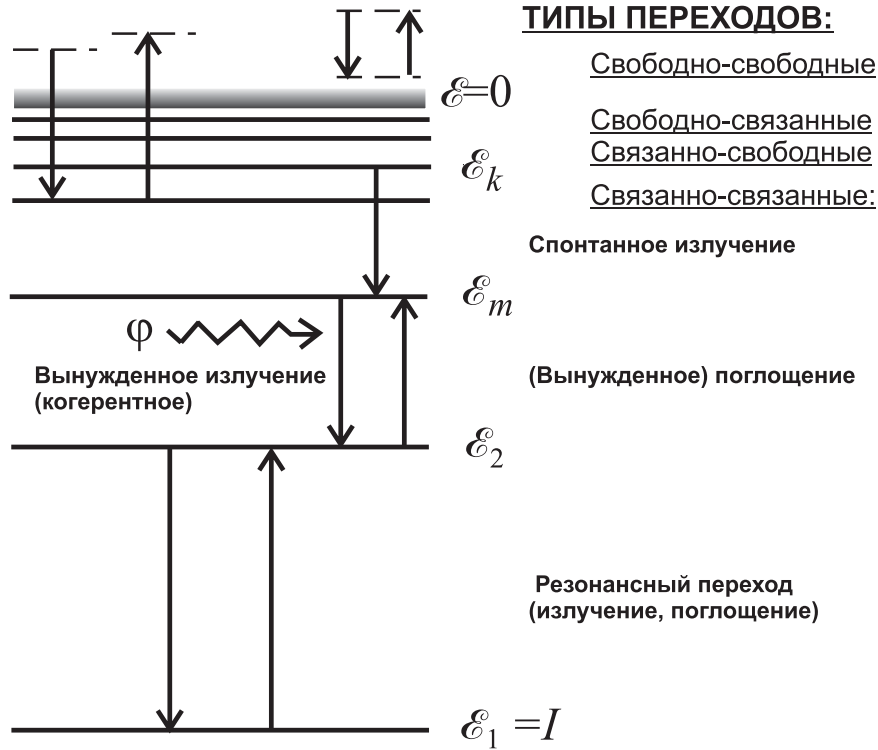 ТИПЫ ПЕРЕХОДОВ:
Свободно-свободные
ℰ=0
Свободно-связанные
Связанно-свободные
ℰk
Связанно-связанные:
Спонтанное излучение
ℰm
φ
Вынужденное излучение
(когерентное)
(Вынужденное) поглощение
ℰ2
Резонансный переход
(излучение, поглощение)
ℰ1 =I